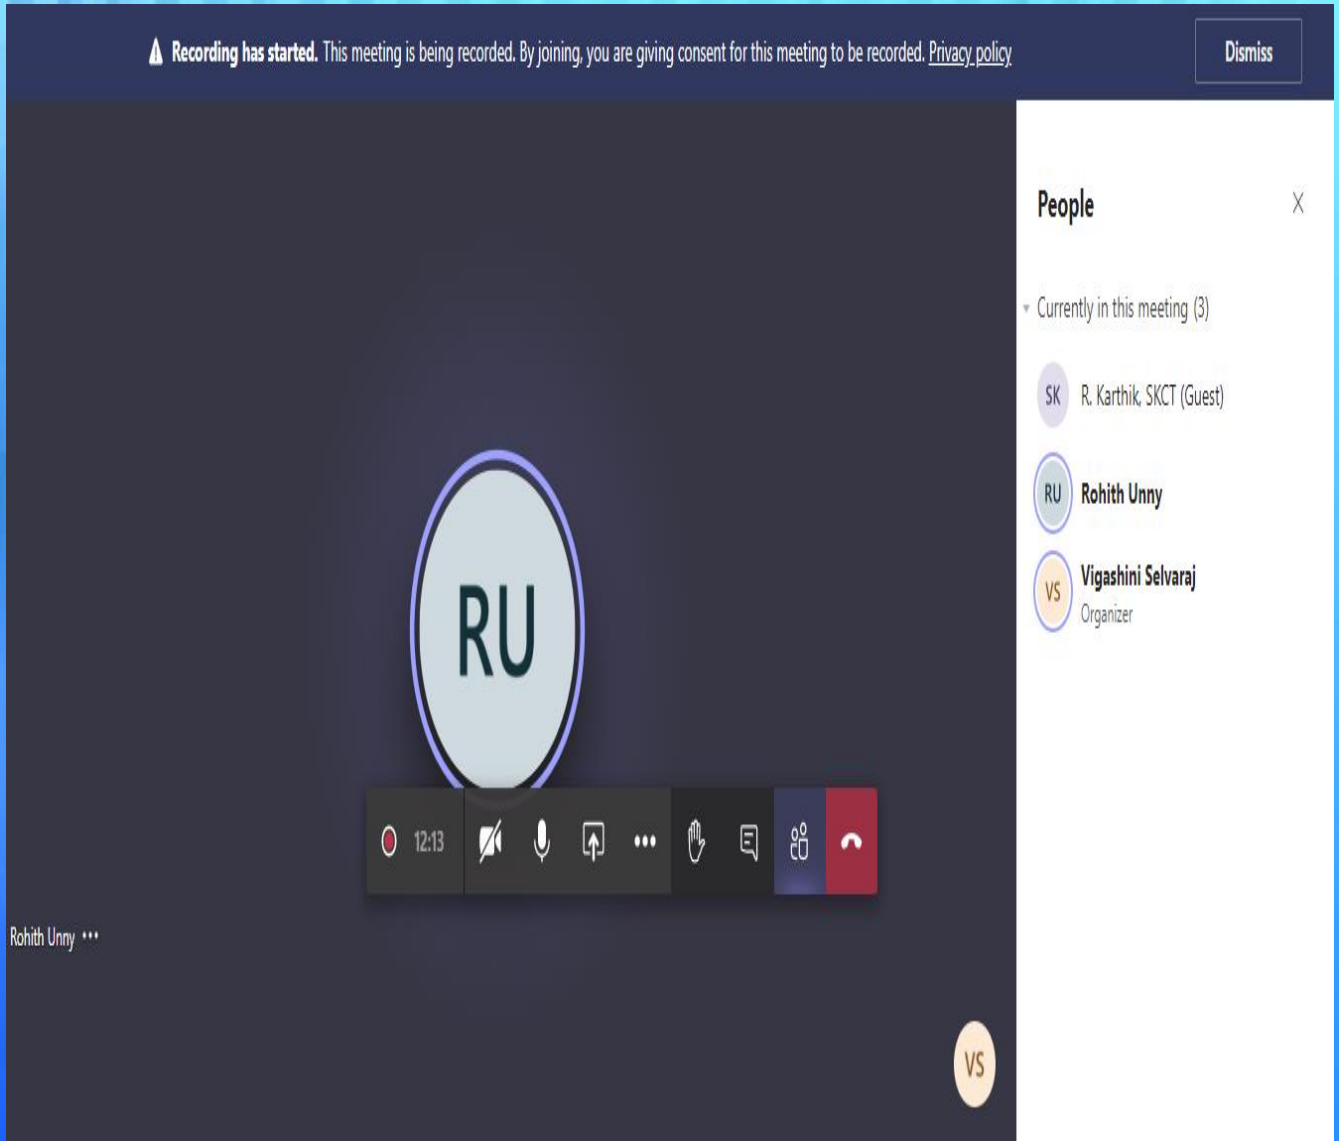 Recording has started. This meeting is being recorded. By joining, you are giving consent for this meeting to be recorded. Privacy policy
Dismiss
People
Currently in this meeting (3)
SK R. Karthik, SKCT (Guest)
RU Rohith Unny
VS Vigashini Selvaraj
Organizer
RU
12:13
Rohith Unny
VS